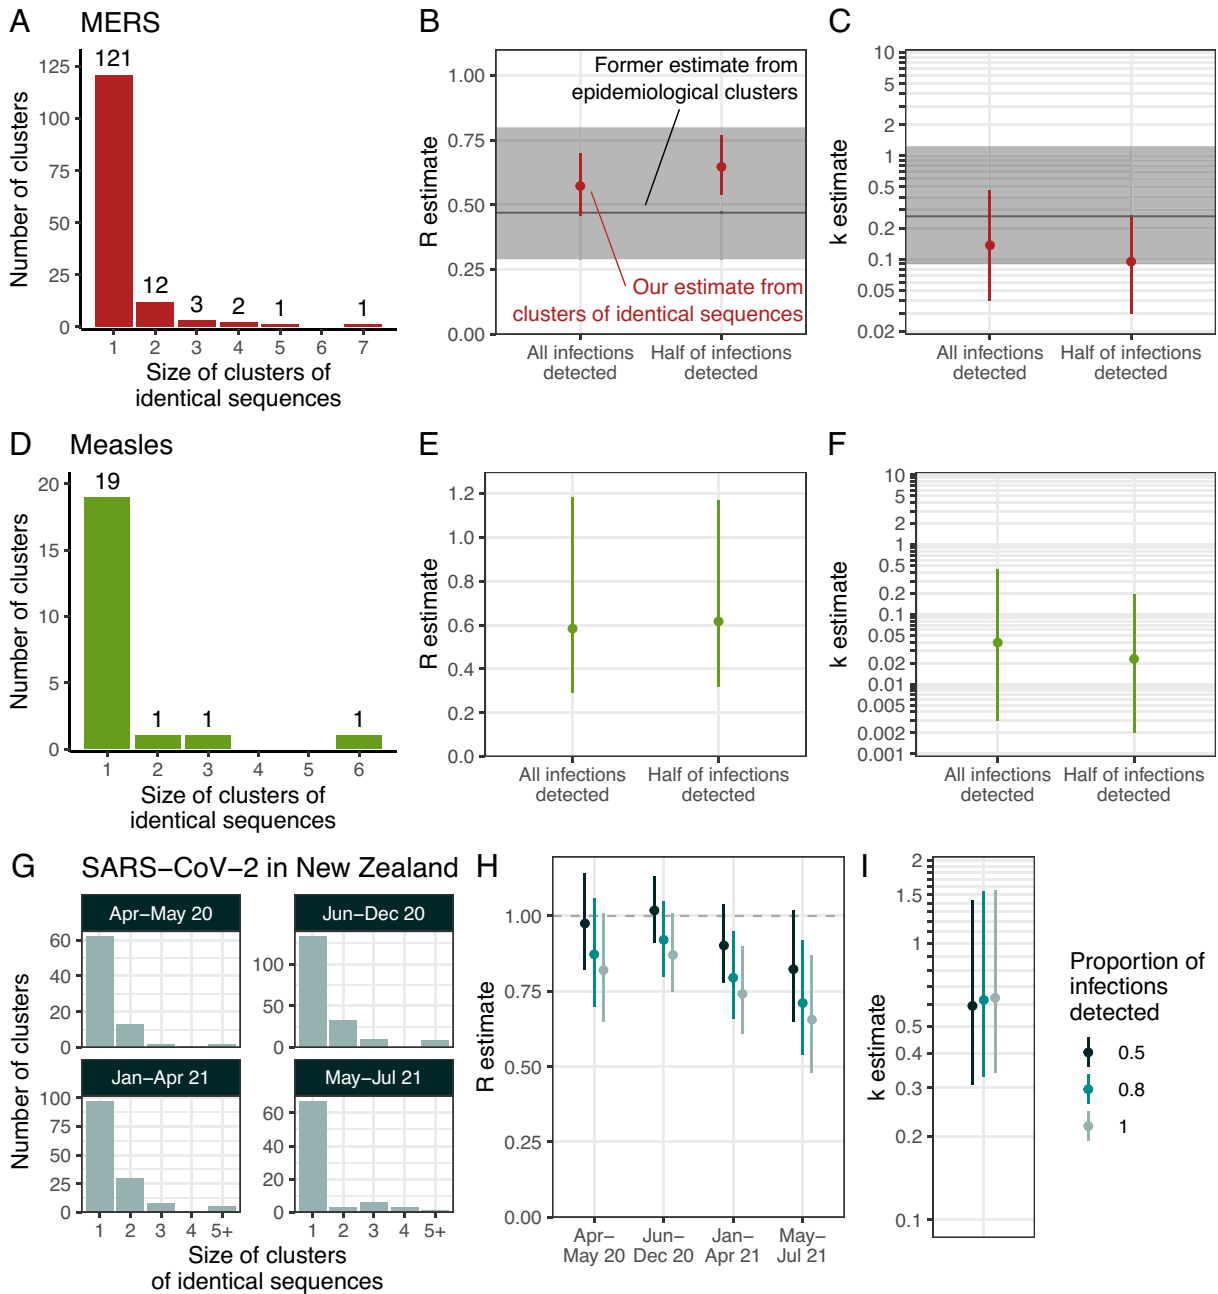 A MERS
Number of clusters
125
100
75
50
25
0
121
12
3
2
1
1
1 2 3 4 5 6 7
Size of clusters of
identical sequences
B
R estimate
1.00
0.75
0.50
0.25
0.00
Former estimate from
epidemiological clusters
Our estimate from
clusters of identical sequences
All infections
detected
Half of infections
detected
C
k estimate
10
5
2
1
0.5
0.2
0.1
0.05
0.02
All infections
detected
Half of infections
detected
D Measles
Number of clusters
20
15
10
5
0
19
1
1
1
1 2 3 4 5 6
Size of clusters of
identical sequences
E
R estimate
1.2
1.0
0.8
0.6
0.4
0.2
0.0
All infections
detected
Half of infections
detected
F
k estimate
10
5
2
1
0.5
0.2
0.1
0.05
0.02
0.01
0.005
0.002
0.001
All infections
detected
Half of infections
detected
G SARS−CoV−2 in New Zealand
Number of clusters
Number of clusters
Apr−May 20
60
40
20
0
Jun−Dec 20
100
50
0
Jan−Apr 21
100
75
50
25
0
1 2 3 4 5+
May−Jul 21
60
40
20
0
1 2 3 4 5+
Size of clusters
of identical sequences
H
R estimate
1.00
0.75
0.50
0.25
0.00
Apr−
May 20
Jun−
Dec 20
Jan−
Apr 21
May−
Jul 21
I
k estimate
2
1.5
1
0.5
0.4
0.3
0.2
0.1
Proportion of
infections
detected
0.5
0.8
1